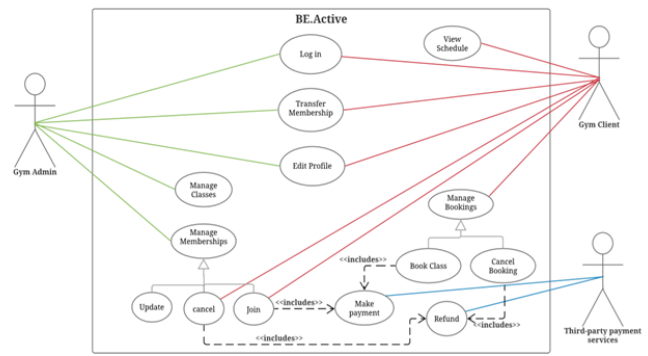 BE.Active
View
Schedule
Log in
Transfer
Membership
Gym Client
Edit Profile
Gym Admin
Manage
Classes
Manage
Bookings
Manage
Memberships
Book Class
Cancel
Booking
<<includes>>
Update
cancel
Join
<<includes>>
Make
payment
Refund
<<includes>>
<<includes>>
Third-party payment
services